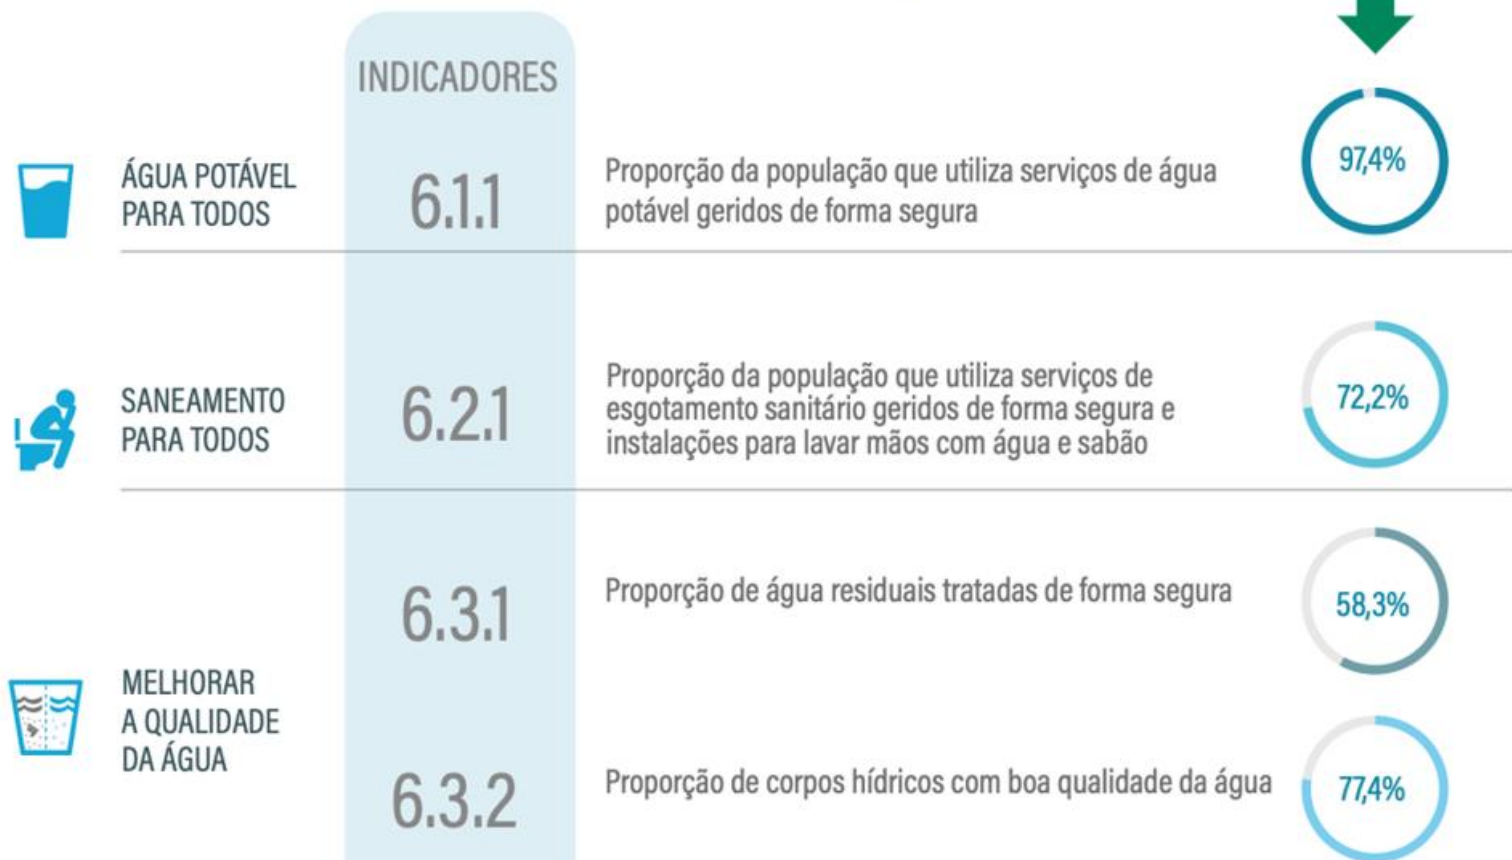 INDICADORES
ÁGUA POTÁVEL
PARA TODOS
6.1.1
Proporção da população que utiliza serviços de água
potável geridos de forma segura
97,4%
SANEAMENTO
PARA TODOS
6.2.1
Proporção da população que utiliza serviços de
esgotamento sanitário geridos de forma segura e
instalações para lavar mãos com água e sabão
72,2%
6.3.1
Proporção de água residuais tratadas de forma segura
58,3%
MELHORAR
A QUALIDADE
DA ÁGUA
6.3.2
Proporção de corpos hídricos com boa qualidade da água
77,4%